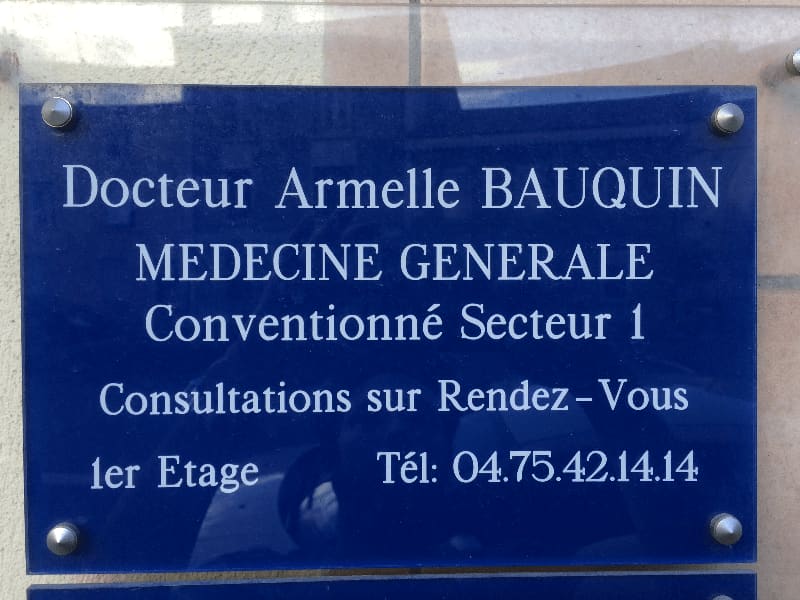 Docteur Armelle BAUQUIN
MEDECINE GENERALE
Conventionné Secteur 1
Consultations sur Rendez-Vous
1er Etage Tél: 04.75.42.14.14